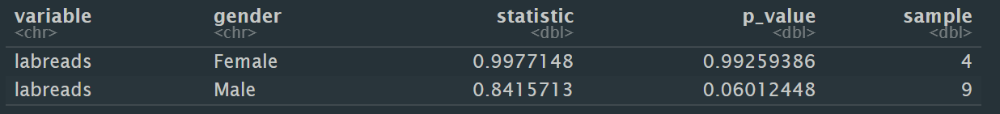 variable gender statistic p_value sample
<chr> <chr> <dbl> <dbl> <dbl>
labreads Female 0.9977148 0.99259386 4
labreads Male 0.8415713 0.06012448 9